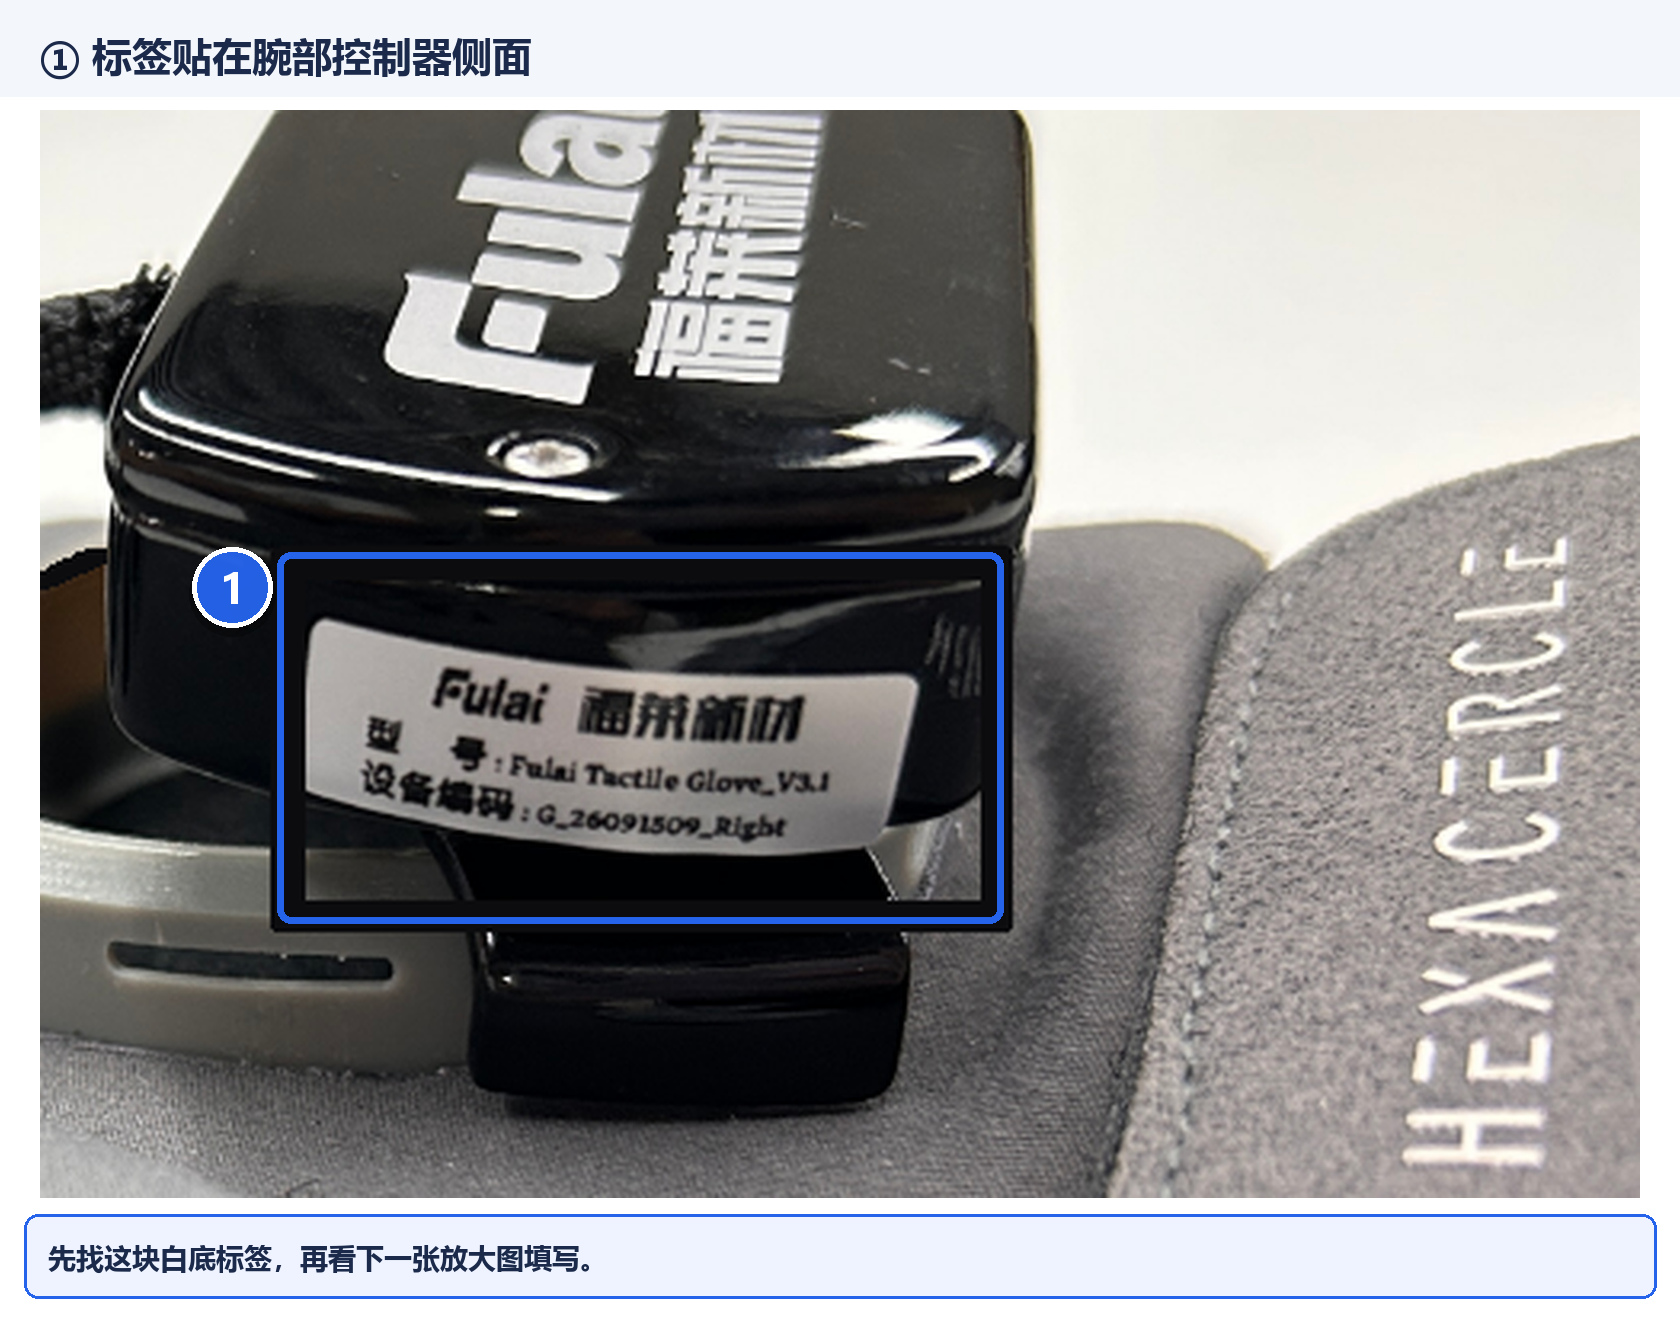 ① 标签贴在腕部控制器侧面
Fulai
福莱新材
1
Fulai 福莱新材
型 号：Fulai Tactile Glove_V3.1
设备编码：G_26091509_Right
HEXA CERCLE
先找这块白底标签，再看下一张放大图填写。